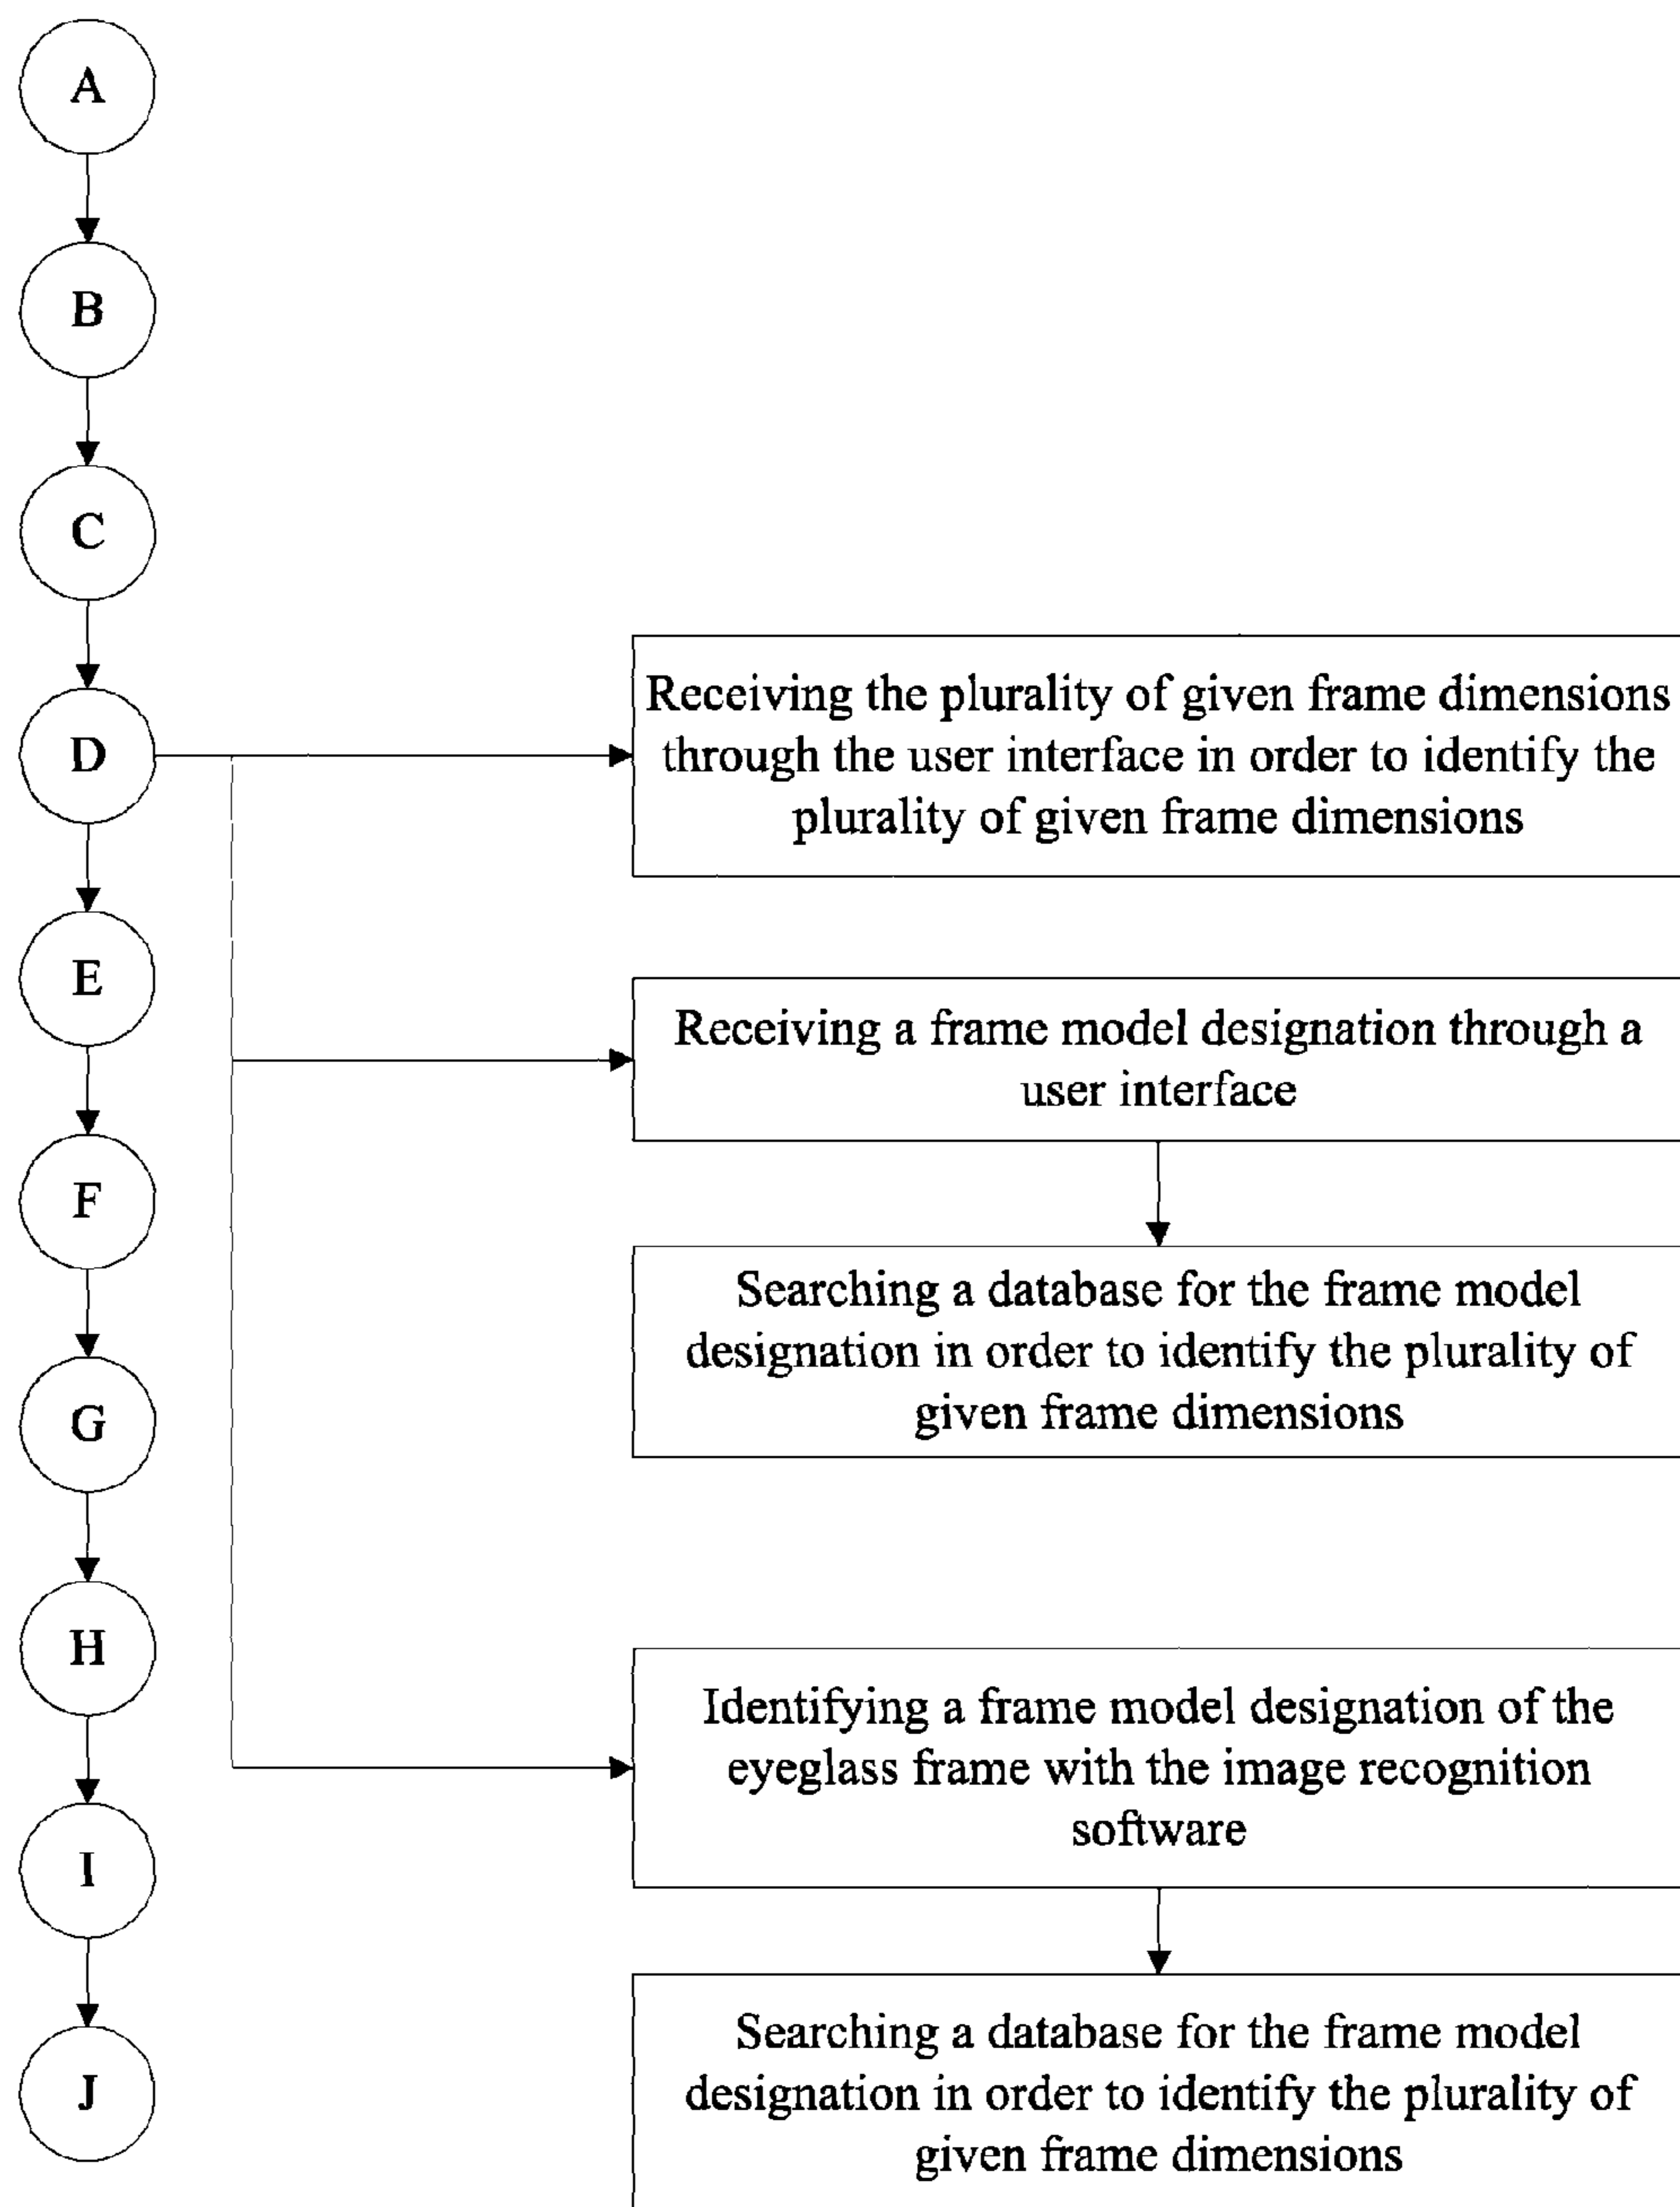 A
B
C
D
E
F
G
H
I
J
Receiving the plurality of given frame dimensions
through the user interface in order to identify the
plurality of given frame dimensions
Receiving a frame model designation through a
user interface
Searching a database for the frame model
designation in order to identify the plurality of
given frame dimensions
Identifying a frame model designation of the
eyeglass frame with the image recognition
software
Searching a database for the frame model
designation in order to identify the plurality of
given frame dimensions